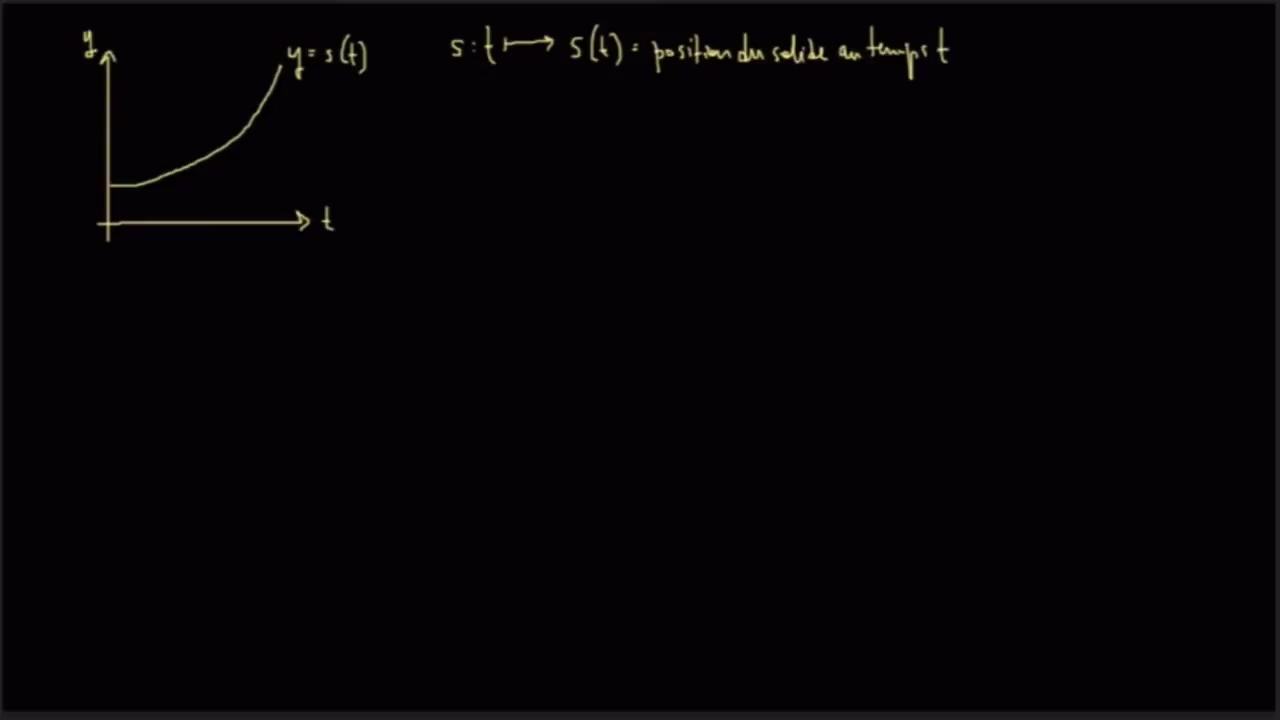 y
y = s(t)
s : t ⟼ s(t) = position du solide au temps t
t